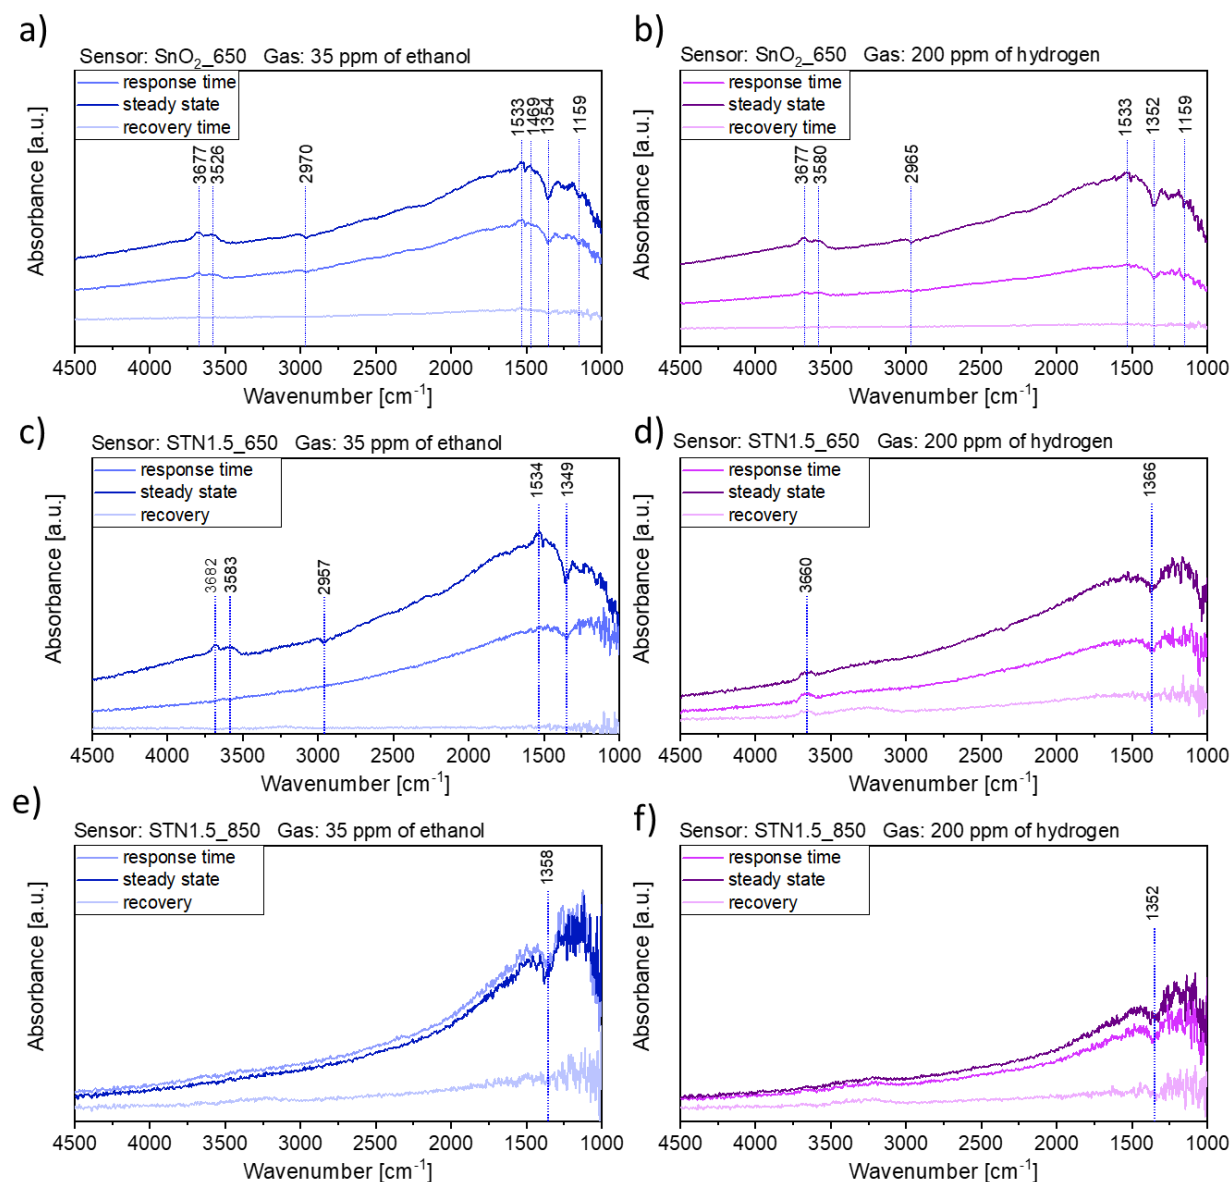 a)
Sensor: SnO₂_650 Gas: 35 ppm of ethanol
response time
steady state
recovery time
3677
3526
2970
1533
1469
1354
1159
Absorbance [a.u.]
4500 4000 3500 3000 2500 2000 1500 1000
Wavenumber [cm⁻¹]
b)
Sensor: SnO₂_650 Gas: 200 ppm of hydrogen
response time
steady state
recovery time
3677
3580
2965
1533
1352
1159
Absorbance [a.u.]
4500 4000 3500 3000 2500 2000 1500 1000
Wavenumber [cm⁻¹]
c)
Sensor: STN1.5_650 Gas: 35 ppm of ethanol
response time
steady state
recovery
3682
3583
2957
1534
1349
Absorbance [a.u.]
4500 4000 3500 3000 2500 2000 1500 1000
Wavenumber [cm⁻¹]
d)
Sensor: STN1.5_650 Gas: 200 ppm of hydrogen
response time
steady state
recovery
3660
1366
Absorbance [a.u.]
4500 4000 3500 3000 2500 2000 1500 1000
Wavenumber [cm⁻¹]
e)
Sensor: STN1.5_850 Gas: 35 ppm of ethanol
response time
steady state
recovery
1358
Absorbance [a.u.]
4500 4000 3500 3000 2500 2000 1500 1000
Wavenumber [cm⁻¹]
f)
Sensor: STN1.5_850 Gas: 200 ppm of hydrogen
response time
steady state
recovery
1352
Absorbance [a.u.]
4500 4000 3500 3000 2500 2000 1500 1000
Wavenumber [cm⁻¹]